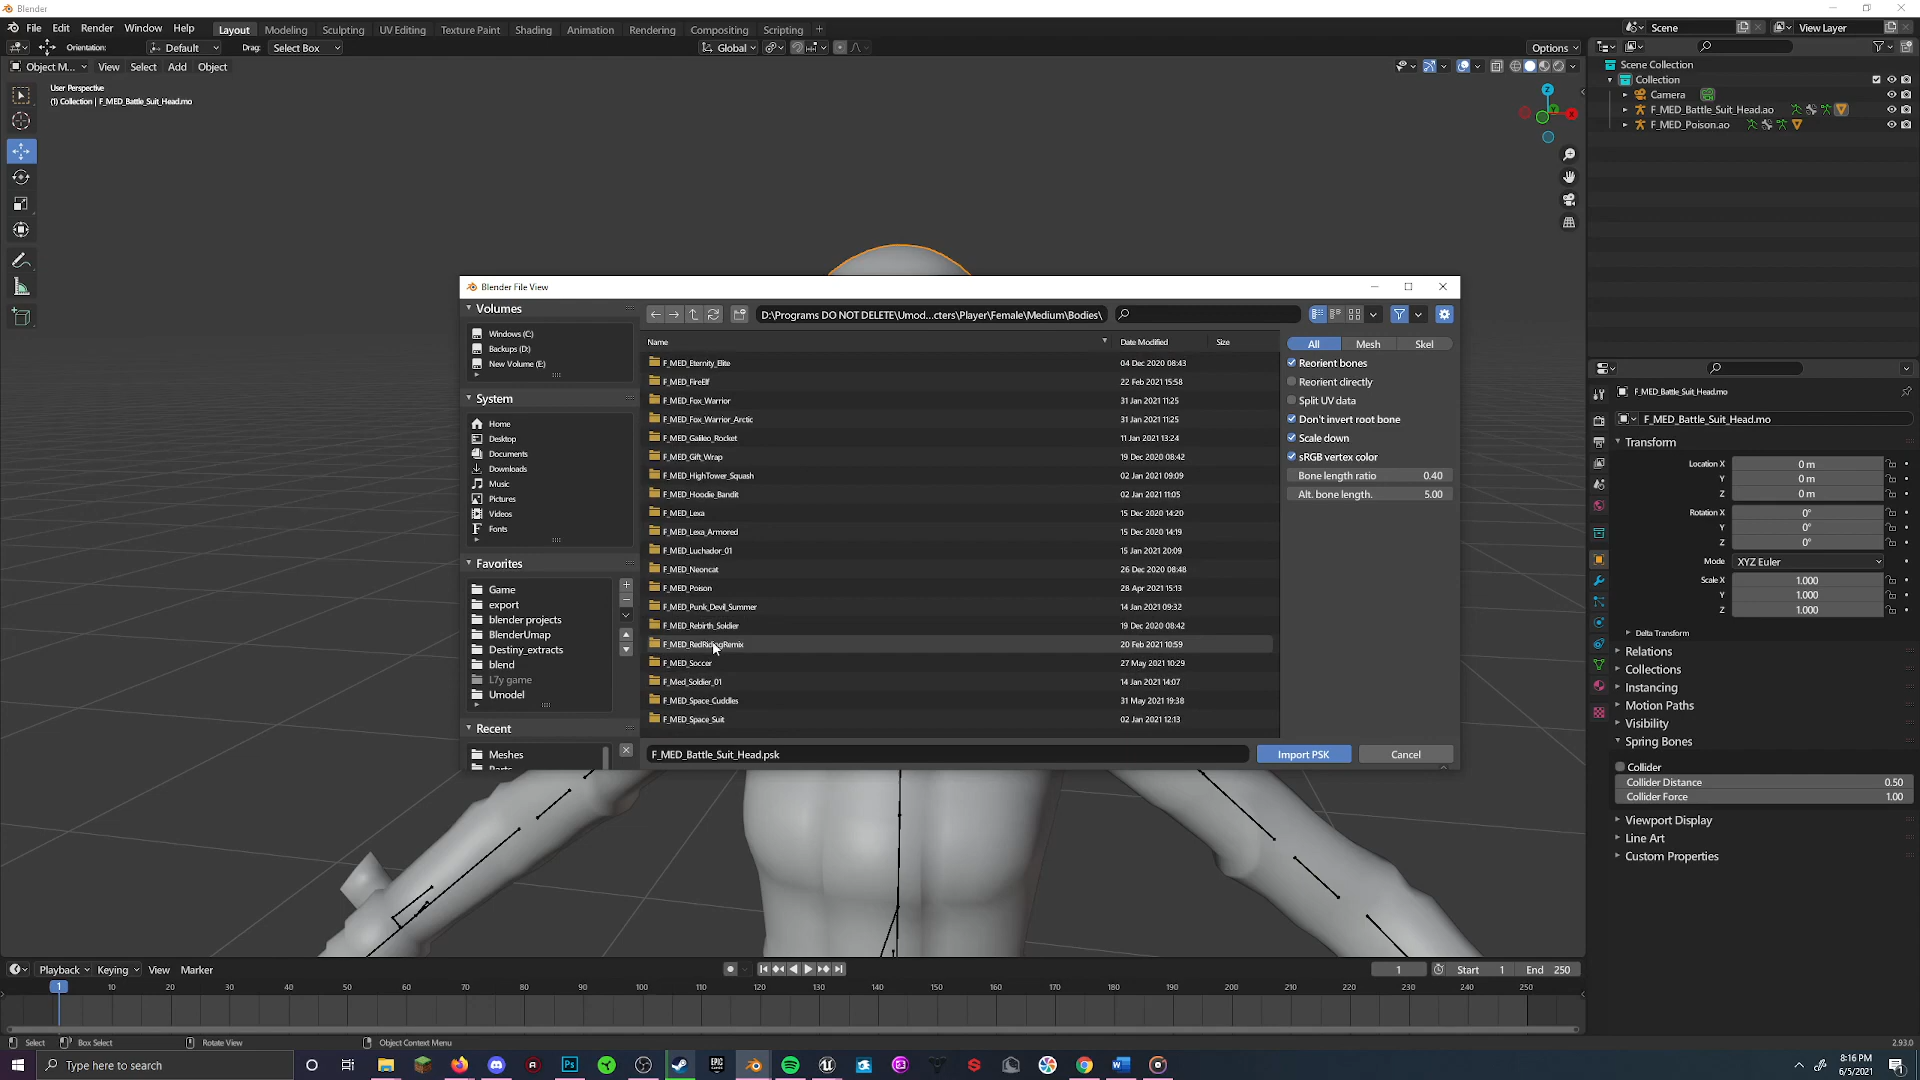 Blender
File Edit Render Window Help Layout Modeling Sculpting UV Editing Texture Paint Shading Animation Rendering Compositing Scripting + Scene View Layer
Orientation: Default Drag: Select Box Global Options
Object M... View Select Add Object
User Perspective
(1) Collection | F_MED_Battle_Suit_Head.mo
Scene Collection
Collection
Camera
F_MED_Battle_Suit_Head.ao
F_MED_Poison.ao
Z
X
Y
Blender File View
Volumes
Windows (C:)
Backups (D:)
New Volume (E:)
System
Home
Desktop
Documents
Downloads
Music
Pictures
Videos
Fonts
Favorites
Game
export
blender projects
BlenderUmap
Destiny_extracts
blend
L7y game
Umodel
Recent
Meshes
D:\Programs DO NOT DELETE\Umod...cters\Player\Female\Medium\Bodies\
Name Date Modified Size
F_MED_Eternity_Elite 04 Dec 2020 08:43
F_MED_FireElf 22 Feb 2021 15:58
F_MED_Fox_Warrior 31 Jan 2021 11:25
F_MED_Fox_Warrior_Arctic 31 Jan 2021 11:25
F_MED_Galileo_Rocket 11 Jan 2021 13:24
F_MED_Gift_Wrap 19 Dec 2020 08:42
F_MED_HighTower_Squash 02 Jan 2021 09:09
F_MED_Hoodie_Bandit 02 Jan 2021 11:05
F_MED_Lexa 15 Dec 2020 14:20
F_MED_Lexa_Armored 15 Dec 2020 14:19
F_MED_Luchador_01 15 Jan 2021 20:09
F_MED_Neoncat 26 Dec 2020 08:48
F_MED_Poison 28 Apr 2021 15:13
F_MED_Punk_Devil_Summer 14 Jan 2021 09:32
F_MED_Rebirth_Soldier 19 Dec 2020 08:42
F_MED_RedRidingRemix 20 Feb 2021 10:59
F_MED_Soccer 27 May 2021 10:29
F_Med_Soldier_01 14 Jan 2021 14:07
F_MED_Space_Cuddles 31 May 2021 19:38
F_MED_Space_Suit 02 Jan 2021 12:13
F_MED_Battle_Suit_Head.psk Import PSK Cancel
All Mesh Skel
Reorient bones
Reorient directly
Split UV data
Don't invert root bone
Scale down
sRGB vertex color
Bone length ratio 0.40
Alt. bone length. 5.00
F_MED_Battle_Suit_Head.mo
F_MED_Battle_Suit_Head.mo
Transform
Location X 0 m
Y 0 m
Z 0 m
Rotation X 0°
Y 0°
Z 0°
Mode XYZ Euler
Scale X 1.000
Y 1.000
Z 1.000
Delta Transform
Relations
Collections
Instancing
Motion Paths
Visibility
Spring Bones
Collider
Collider Distance 0.50
Collider Force 1.00
Viewport Display
Line Art
Custom Properties
Playback Keying View Marker 1 Start 1 End 250
1 10 20 30 40 50 60 70 80 90 100 110 120 130 140 150 160 170 180 190 200 210 220 230 240 250
Select Box Select Rotate View Object Context Menu 2.93.0
Type here to search
8:16 PM
6/5/2021